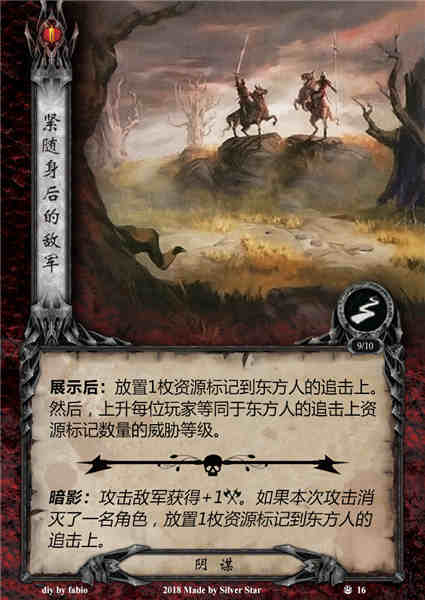 紧随身后的敌军
9/10
展示后：放置1枚资源标记到东方人的追击上。
然后，上升每位玩家等同于东方人的追击上资
源标记数量的威胁等级。
暗影：攻击敌军获得+1。如果本次攻击消
灭了一名角色，放置1枚资源标记到东方人的
追击上。
阴谋
diy by fabio 2018 Made by Silver Star 16